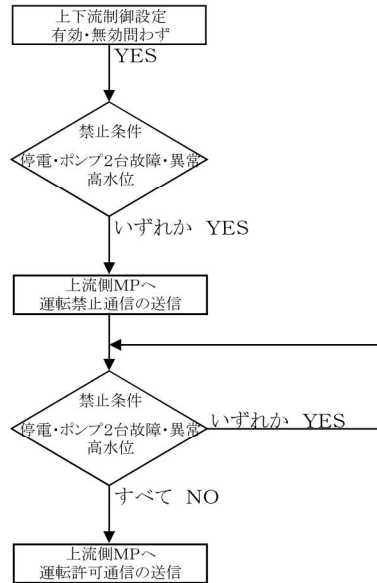 上下流制御設定
有効・無効問わず
YES
禁止条件
停電・ポンプ2台故障・異常
高水位
いずれか YES
上流側MPへ
運転禁止通信の送信
禁止条件
停電・ポンプ2台故障・異常
高水位
いずれか YES
すべて NO
上流側MPへ
運転許可通信の送信